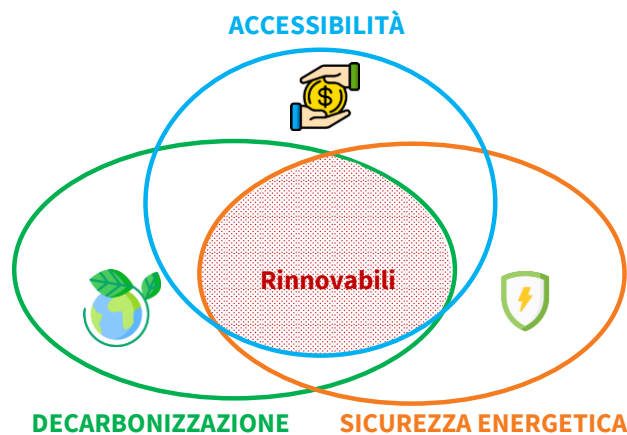 ACCESSIBILITÀ
$
Rinnovabili
DECARBONIZZAZIONE
SICUREZZA ENERGETICA